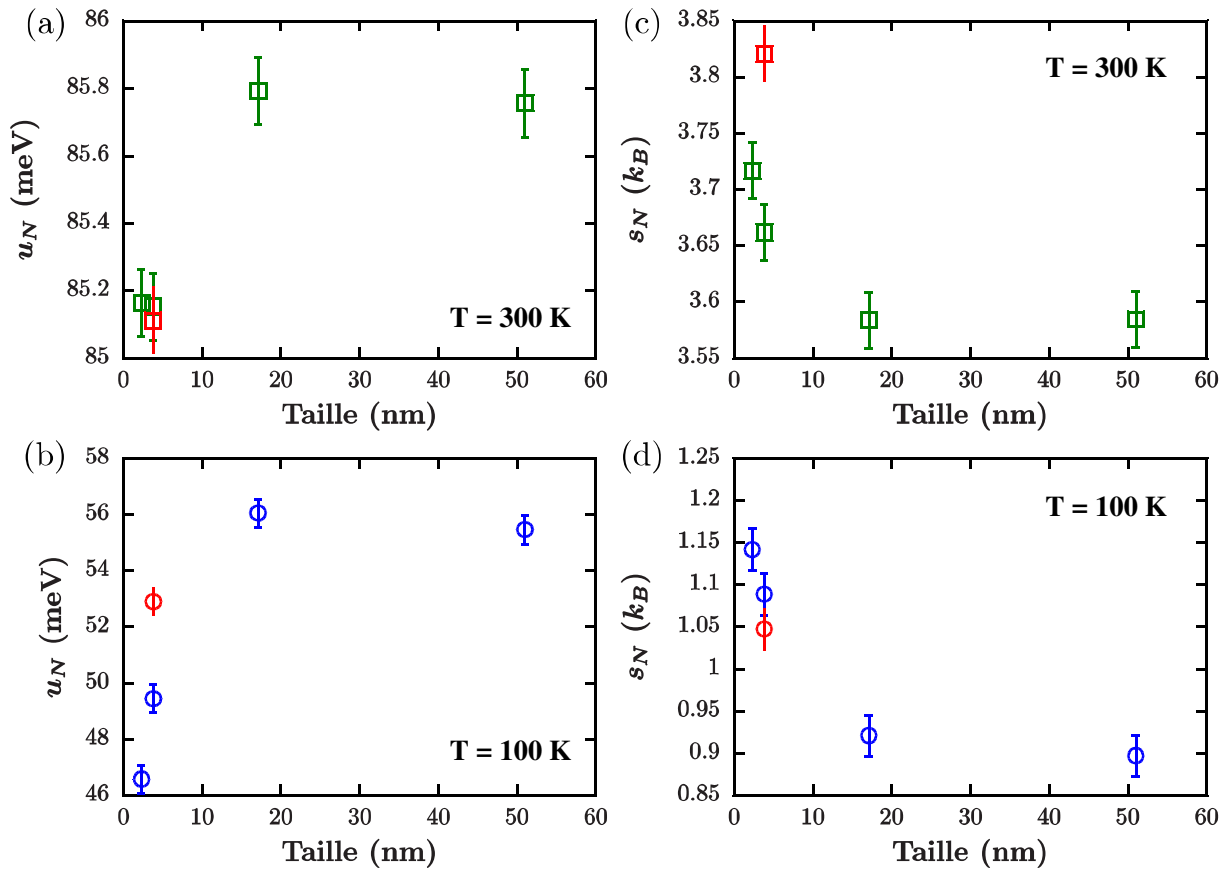 (a)
86
85.8
85.6
85.4
85.2
85
u_N (meV)
T = 300 K
0 10 20 30 40 50 60
Taille (nm)
(c)
3.85
3.8
3.75
3.7
3.65
3.6
3.55
s_N (k_B)
T = 300 K
0 10 20 30 40 50 60
Taille (nm)
(b)
58
56
54
52
50
48
46
u_N (meV)
T = 100 K
0 10 20 30 40 50 60
Taille (nm)
(d)
1.25
1.2
1.15
1.1
1.05
1
0.95
0.9
0.85
s_N (k_B)
T = 100 K
0 10 20 30 40 50 60
Taille (nm)